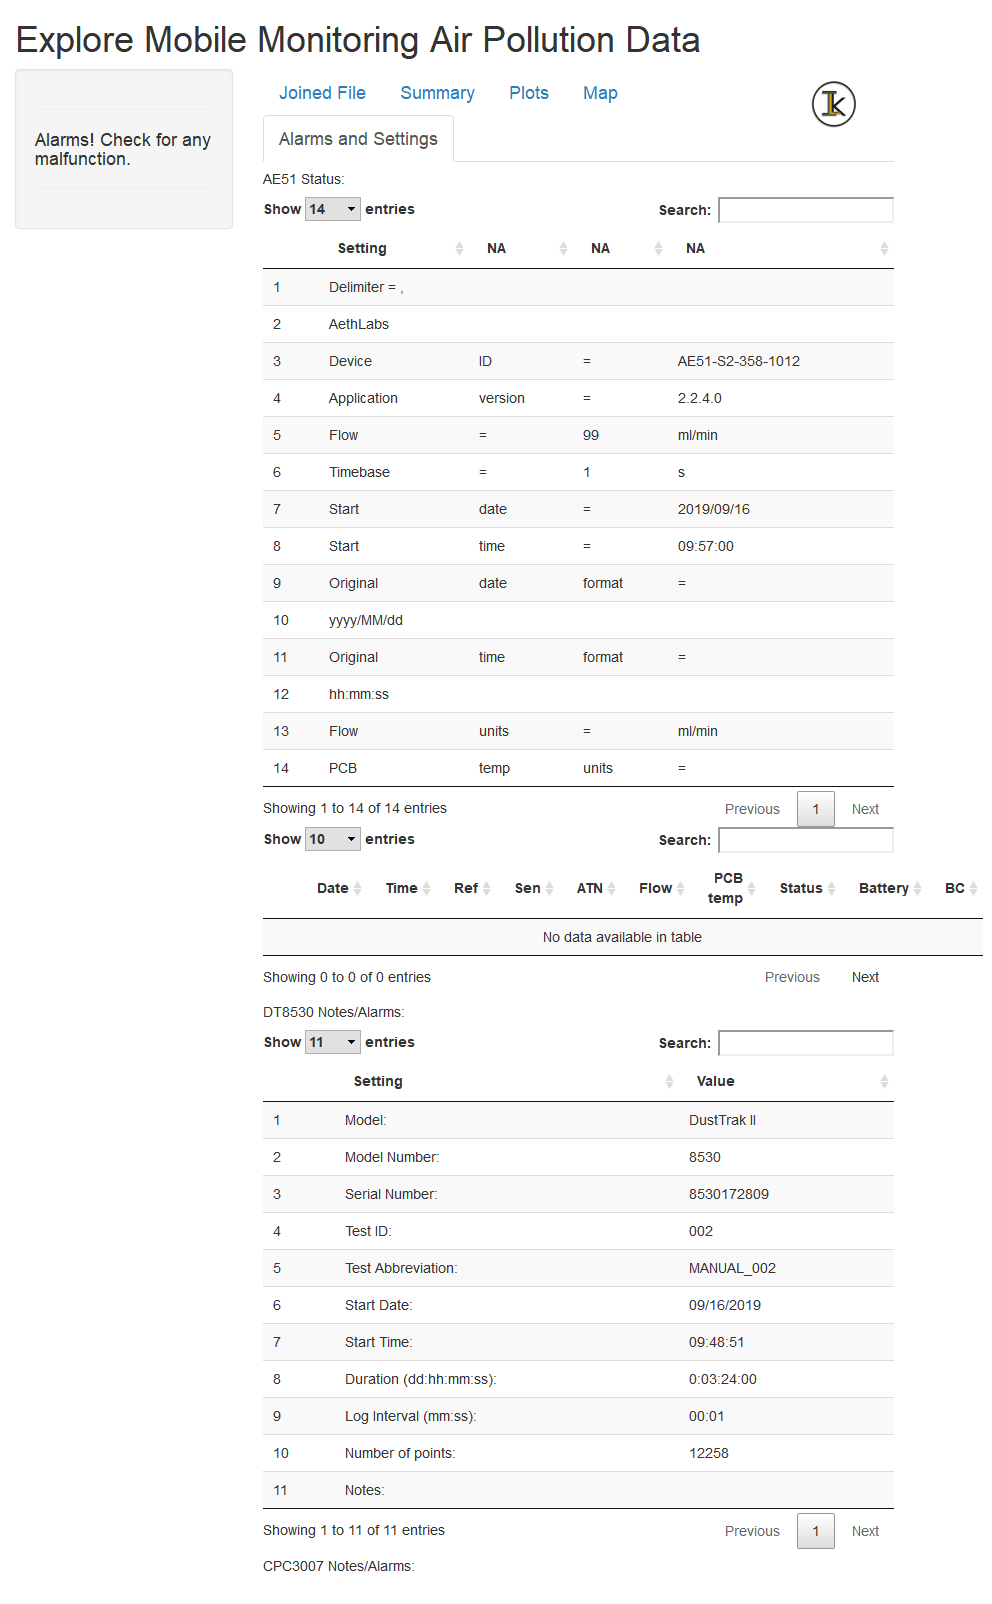 Explore Mobile Monitoring Air Pollution Data
Alarms! Check for any
malfunction.
Joined File Summary Plots Map
Alarms and Settings
AE51 Status:
Show 14 entries Search:
Setting NA NA NA
1 Delimiter = ,
2 AethLabs
3 Device ID = AE51-S2-358-1012
4 Application version = 2.2.4.0
5 Flow = 99 ml/min
6 Timebase = 1 s
7 Start date = 2019/09/16
8 Start time = 09:57:00
9 Original date format =
10 yyyy/MM/dd
11 Original time format =
12 hh:mm:ss
13 Flow units = ml/min
14 PCB temp units =
Showing 1 to 14 of 14 entries Previous 1 Next
Show 10 entries Search:
Date Time Ref Sen ATN Flow PCB temp Status Battery BC
No data available in table
Showing 0 to 0 of 0 entries Previous Next
DT8530 Notes/Alarms:
Show 11 entries Search:
Setting Value
1 Model: DustTrak II
2 Model Number: 8530
3 Serial Number: 8530172809
4 Test ID: 002
5 Test Abbreviation: MANUAL_002
6 Start Date: 09/16/2019
7 Start Time: 09:48:51
8 Duration (dd:hh:mm:ss): 0:03:24:00
9 Log Interval (mm:ss): 00:01
10 Number of points: 12258
11 Notes:
Showing 1 to 11 of 11 entries Previous 1 Next
CPC3007 Notes/Alarms: